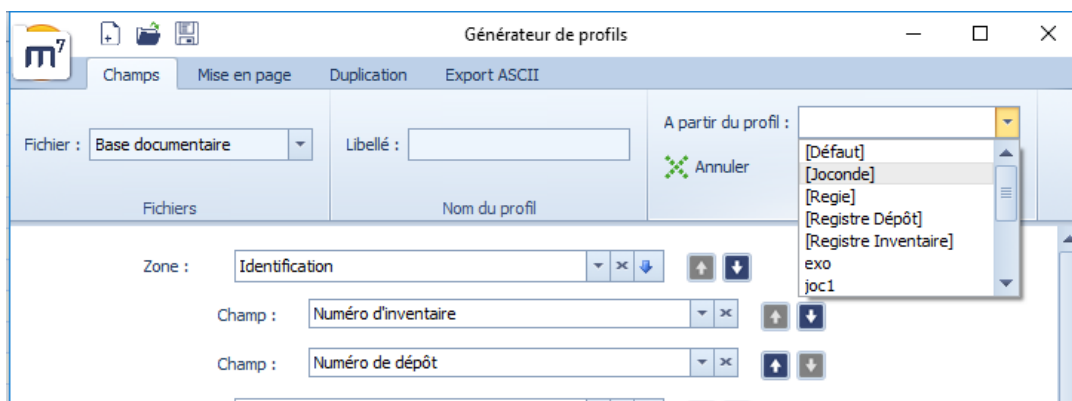 m7
Générateur de profils
Champs Mise en page Duplication Export ASCII
A partir du profil :
Fichier : Base documentaire Libellé :
[Défaut]
Annuler [Joconde]
[Regie]
Fichiers Nom du profil [Registre Dépôt]
[Registre Inventaire]
Zone : Identification exo
joc1
Champ : Numéro d'inventaire
Champ : Numéro de dépôt